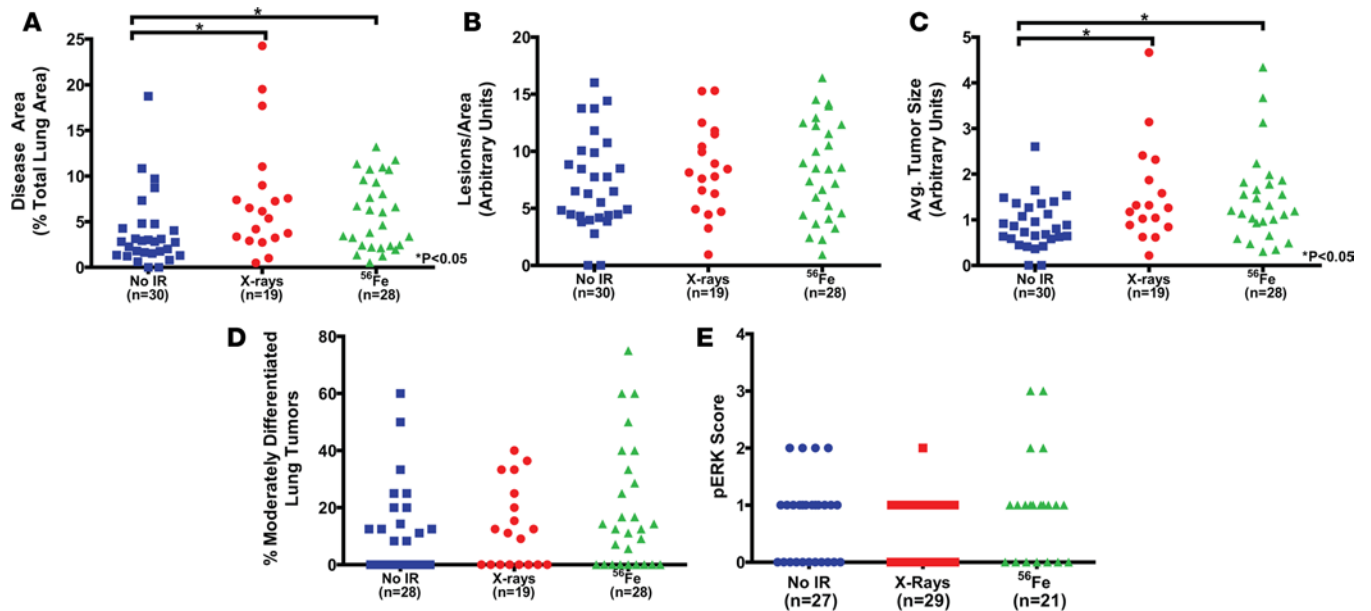 A
Disease Area
(% Total Lung Area)
25
20
15
10
5
0
*
*
No IR
(n=30)
X-rays
(n=19)
⁵⁶Fe
(n=28)
*P<0.05
B
Lesions/Area
(Arbitrary Units)
20
15
10
5
0
No IR
(n=30)
X-rays
(n=19)
⁵⁶Fe
(n=28)
C
Avg. Tumor Size
(Arbitrary Units)
5
4
3
2
1
0
*
*
No IR
(n=30)
X-rays
(n=19)
⁵⁶Fe
(n=28)
*P<0.05
D
% Moderately Differentiated
Lung Tumors
80
60
40
20
0
No IR
(n=28)
X-rays
(n=19)
⁵⁶Fe
(n=28)
E
pERK Score
4
3
2
1
0
No IR
(n=27)
X-Rays
(n=29)
⁵⁶Fe
(n=21)